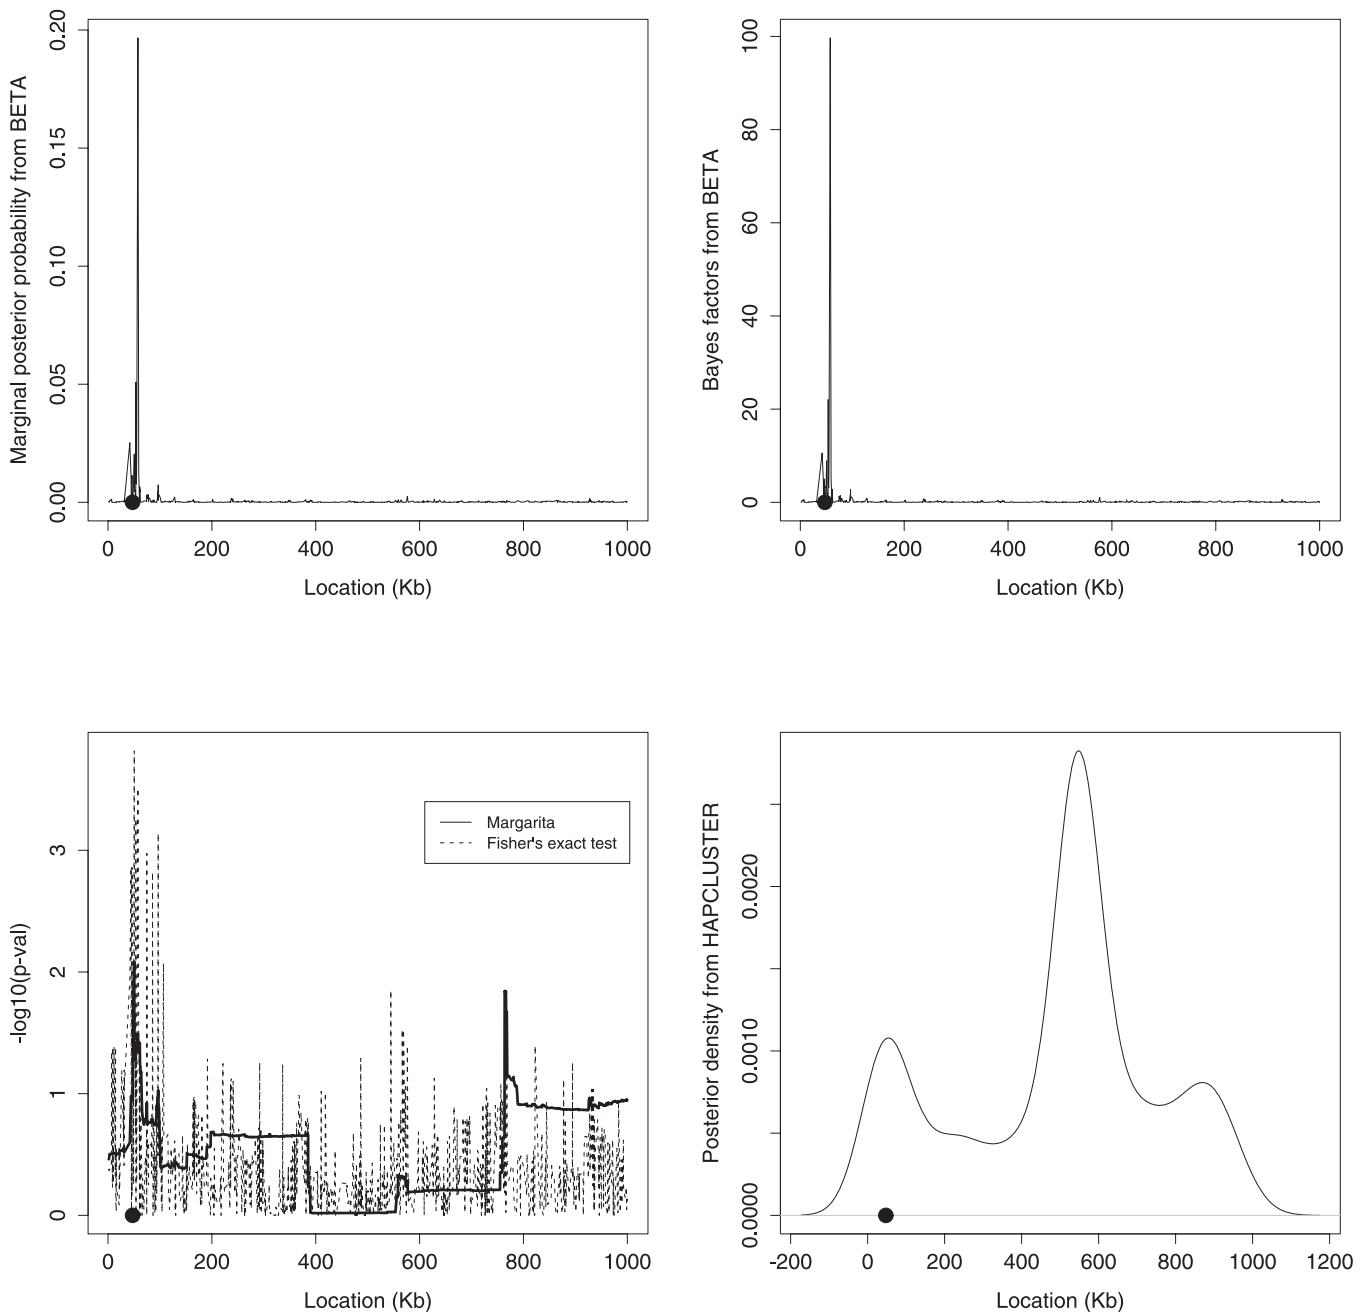 Marginal posterior probability from BETA
0.20
0.15
0.10
0.05
0.00
0 200 400 600 800 1000
Location (Kb)
Bayes factors from BETA
100
80
60
40
20
0
0 200 400 600 800 1000
Location (Kb)
-log10(p-val)
3
2
1
0
Margarita
Fisher's exact test
0 200 400 600 800 1000
Location (Kb)
Posterior density from HAPCLUSTER
0.0020
0.0010
0.0000
-200 0 200 400 600 800 1000 1200
Location (Kb)